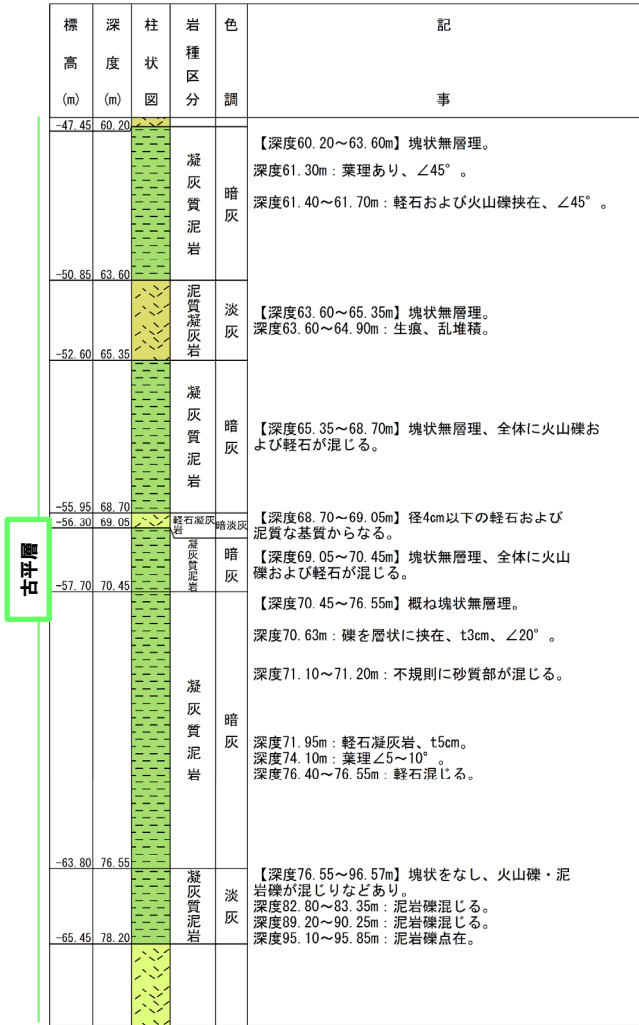 標高(m) 深度(m) 柱状図 岩種区分 色調 記事
-47.45 60.20
【深度60.20～63.60m】塊状無層理。
深度61.30m：葉理あり、∠45°。
深度61.40～61.70m：軽石および火山礫挟在、∠45°。
凝灰質泥岩 暗灰
-50.85 63.60
泥質凝灰岩 淡灰
【深度63.60～65.35m】塊状無層理。
深度63.60～64.90m：生痕、乱堆積。
-52.60 65.35
凝灰質泥岩 暗灰
【深度65.35～68.70m】塊状無層理、全体に火山礫お
よび軽石が混じる。
-55.95 68.70
軽石凝灰岩 暗淡灰
【深度68.70～69.05m】径4cm以下の軽石および
泥質な基質からなる。
-56.30 69.05
古平層
凝灰質泥岩 暗灰
【深度69.05～70.45m】塊状無層理、全体に火山
礫および軽石が混じる。
-57.70 70.45
【深度70.45～76.55m】概ね塊状無層理。
深度70.63m：礫を層状に挟在、t3cm、∠20°。
深度71.10～71.20m：不規則に砂質部が混じる。
凝灰質泥岩 暗灰
深度71.95m：軽石凝灰岩、t5cm。
深度74.10m：葉理∠5～10°。
深度76.40～76.55m：軽石混じる。
-63.80 76.55
凝灰質泥岩 淡灰
【深度76.55～96.57m】塊状をなし、火山礫・泥
岩礫が混じりなどあり。
深度82.80～83.35m：泥岩礫混じる。
深度89.20～90.25m：泥岩礫混じる。
深度95.10～95.85m：泥岩礫点在。
-65.45 78.20